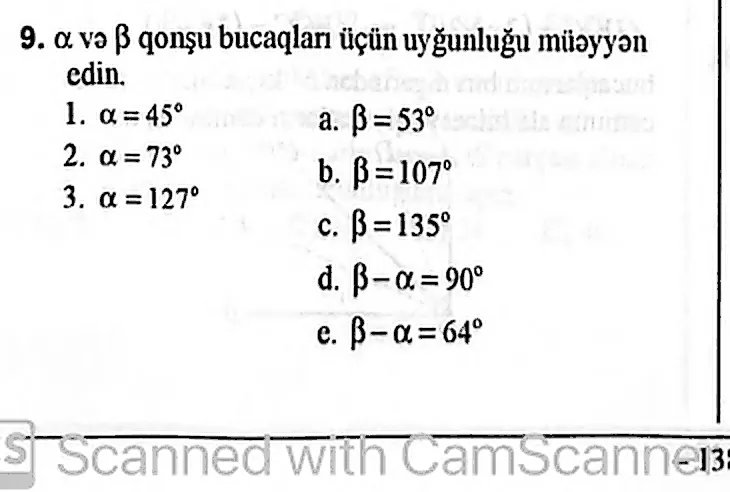 9. α və β qonşu bucaqları üçün uyğunluğu müəyyən
edin.
1. α = 45°
2. α = 73°
3. α = 127°
a. β = 53°
b. β = 107°
c. β = 135°
d. β – α = 90°
e. β – α = 64°
S Scanned with CamScanner